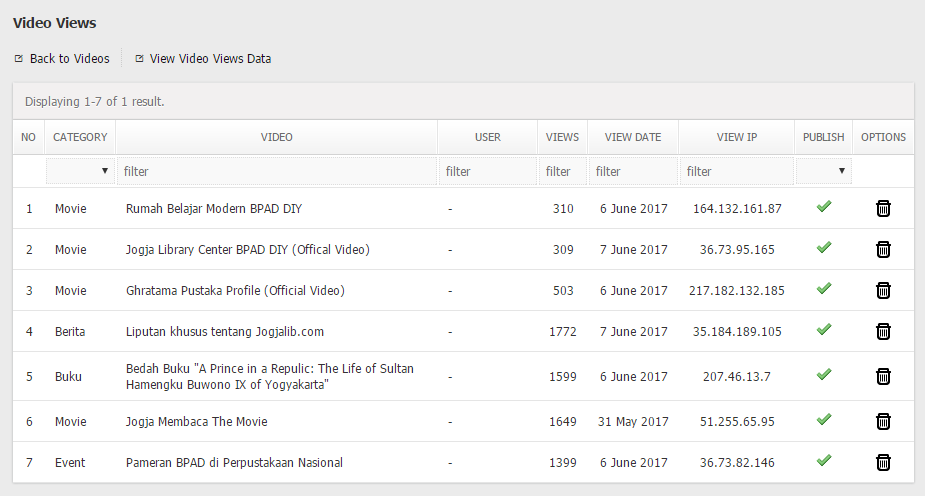 Video Views
Back to Videos View Video Views Data
Displaying 1-7 of 1 result.
NO CATEGORY VIDEO USER VIEWS VIEW DATE VIEW IP PUBLISH OPTIONS
filter filter filter filter filter
1 Movie Rumah Belajar Modern BPAD DIY - 310 6 June 2017 164.132.161.87
2 Movie Jogja Library Center BPAD DIY (Offical Video) - 309 7 June 2017 36.73.95.165
3 Movie Ghratama Pustaka Profile (Official Video) - 503 6 June 2017 217.182.132.185
4 Berita Liputan khusus tentang Jogjalib.com - 1772 7 June 2017 35.184.189.105
5 Buku Bedah Buku "A Prince in a Repulic: The Life of Sultan
Hamengku Buwono IX of Yogyakarta" - 1599 6 June 2017 207.46.13.7
6 Movie Jogja Membaca The Movie - 1649 31 May 2017 51.255.65.95
7 Event Pameran BPAD di Perpustakaan Nasional - 1399 6 June 2017 36.73.82.146